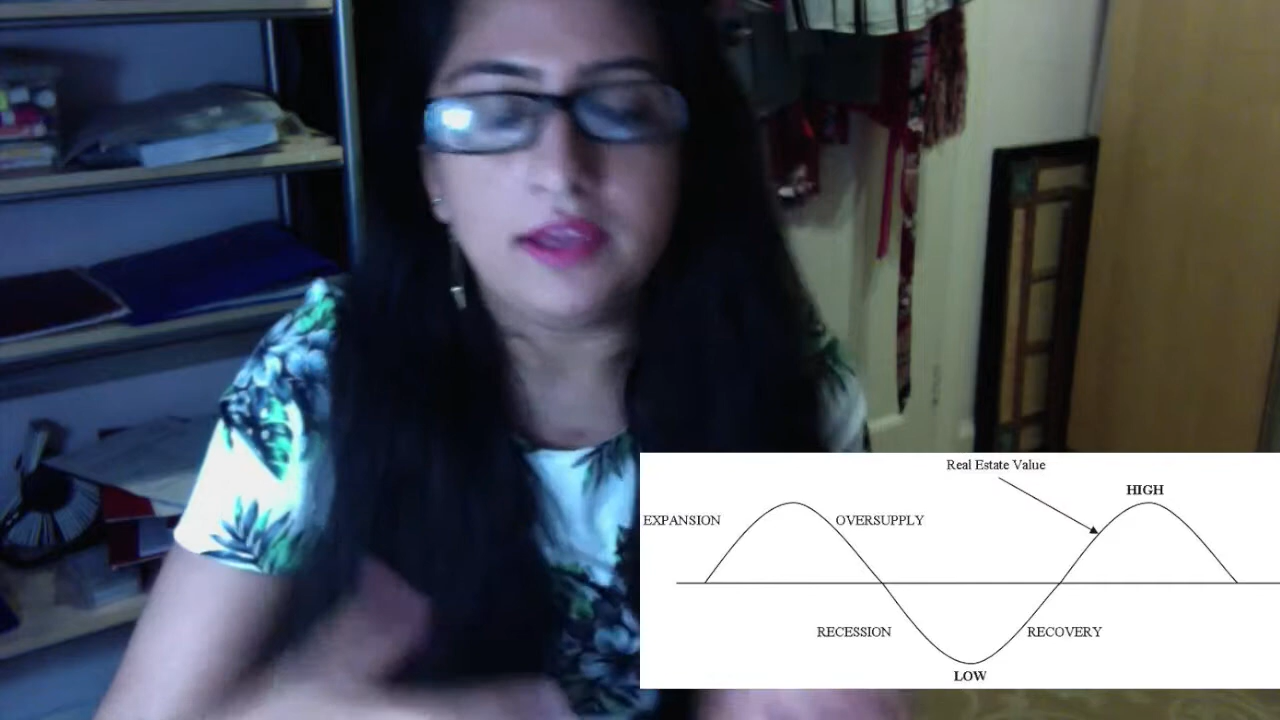 Real Estate Value
HIGH
EXPANSION
OVERSUPPLY
RECESSION
RECOVERY
LOW